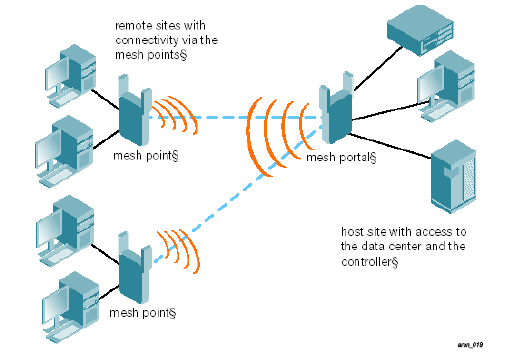 remote sites with
connectivity via the
mesh points§
mesh point§
mesh portal§
host site with access to
the data center and the
controller§
mesh point§
arun_019